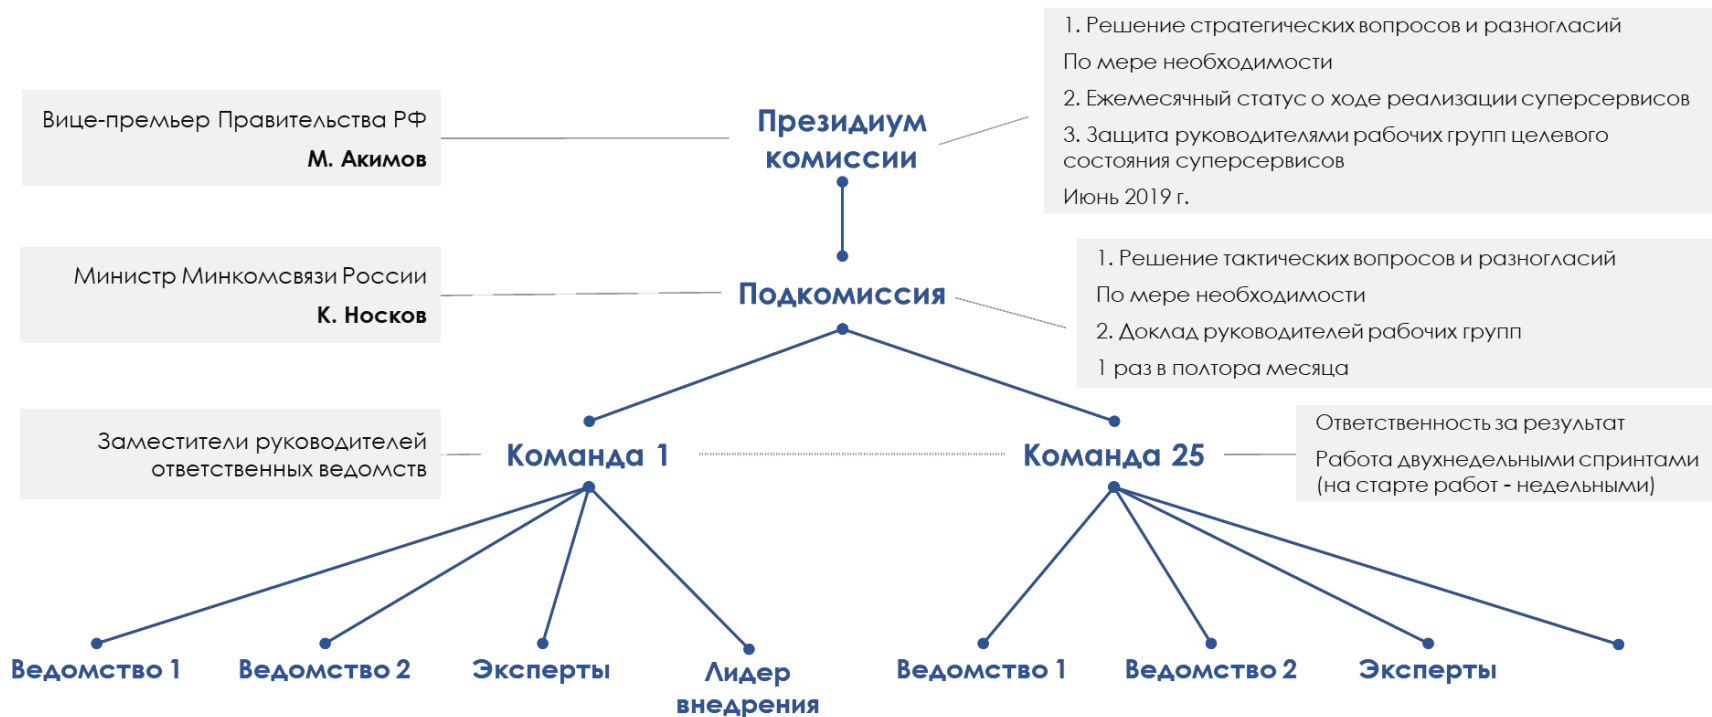 1. Решение стратегических вопросов и разногласий
По мере необходимости
2. Ежемесячный статус о ходе реализации суперсервисов
3. Защита руководителями рабочих групп целевого
состояния суперсервисов
Июнь 2019 г.
Вице-премьер Правительства РФ
М. Акимов
Президиум
комиссии
Министр Минкомсвязи России
К. Носков
Подкомиссия
1. Решение тактических вопросов и разногласий
По мере необходимости
2. Доклад руководителей рабочих групп
1 раз в полтора месяца
Заместители руководителей
ответственных ведомств
Команда 1
Команда 25
Ответственность за результат
Работа двухнедельными спринтами
(на старте работ - недельными)
Ведомство 1
Ведомство 2
Эксперты
Лидер
внедрения
Ведомство 1
Ведомство 2
Эксперты